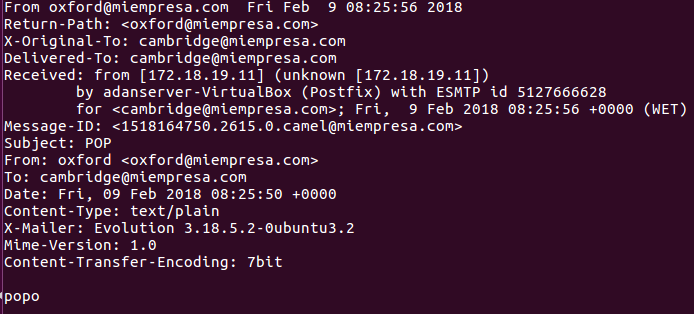 From oxford@miempresa.com  Fri Feb  9 08:25:56 2018
Return-Path: <oxford@miempresa.com>
X-Original-To: cambridge@miempresa.com
Delivered-To: cambridge@miempresa.com
Received: from [172.18.19.11] (unknown [172.18.19.11])
        by adanserver-VirtualBox (Postfix) with ESMTP id 5127666628
        for <cambridge@miempresa.com>; Fri,  9 Feb 2018 08:25:56 +0000 (WET)
Message-ID: <1518164750.2615.0.camel@miempresa.com>
Subject: POP
From: oxford <oxford@miempresa.com>
To: cambridge@miempresa.com
Date: Fri, 09 Feb 2018 08:25:50 +0000
Content-Type: text/plain
X-Mailer: Evolution 3.18.5.2-0ubuntu3.2
Mime-Version: 1.0
Content-Transfer-Encoding: 7bit

popo